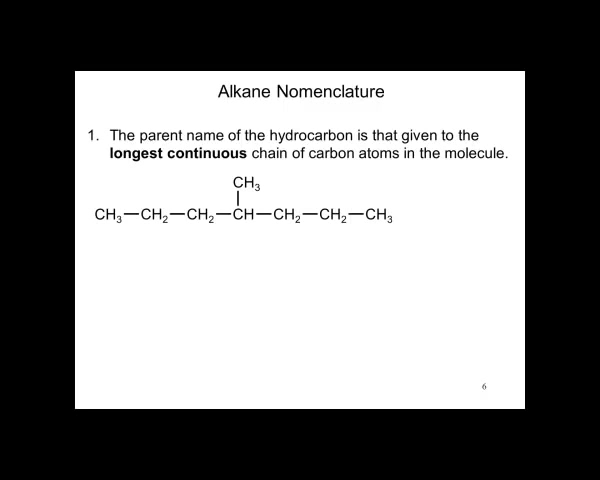 Alkane Nomenclature
1. The parent name of the hydrocarbon is that given to the
longest continuous chain of carbon atoms in the molecule.
CH₃
CH₃—CH₂—CH₂—CH—CH₂—CH₂—CH₃
6